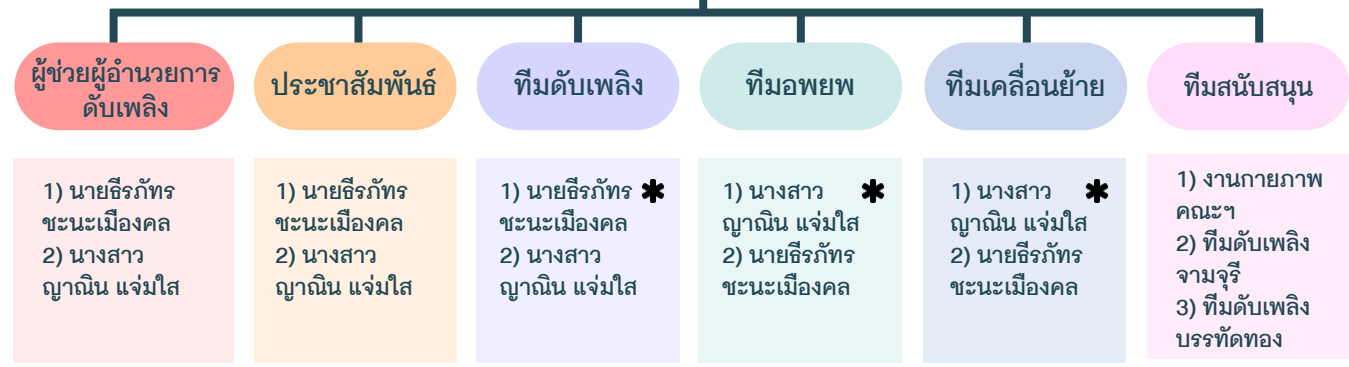 ผู้ช่วยผู้อำนวยการ
ดับเพลิง
ประชาสัมพันธ์
ทีมดับเพลิง
ทีมอพยพ
ทีมเคลื่อนย้าย
ทีมสนับสนุน
1) นายธีรภัทร
ชะนะเมืองคล
2) นางสาว
ญาณิน แจ่มใส
1) นายธีรภัทร
ชะนะเมืองคล
2) นางสาว
ญาณิน แจ่มใส
1) นายธีรภัทร ✱
ชะนะเมืองคล
2) นางสาว
ญาณิน แจ่มใส
1) นางสาว ✱
ญาณิน แจ่มใส
2) นายธีรภัทร
ชะนะเมืองคล
1) นางสาว ✱
ญาณิน แจ่มใส
2) นายธีรภัทร
ชะนะเมืองคล
1) งานกายภาพ
คณะฯ
2) ทีมดับเพลิง
จามจุรี
3) ทีมดับเพลิง
บรรทัดทอง